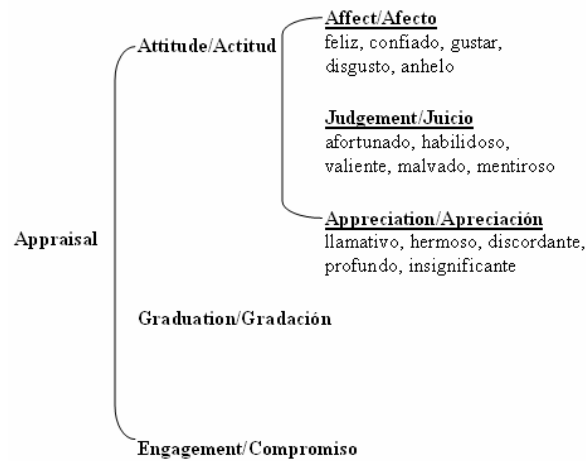 Affect/Afecto
Attitude/Actitud
feliz, confiado, gustar,
disgusto, anhelo
Judgement/Juicio
afortunado, habilidoso,
valiente, malvado, mentiroso
Appreciation/Apreciación
Appraisal
llamativo, hermoso, discordante,
profundo, insignificante
Graduation/Gradación
Engagement/Compromiso